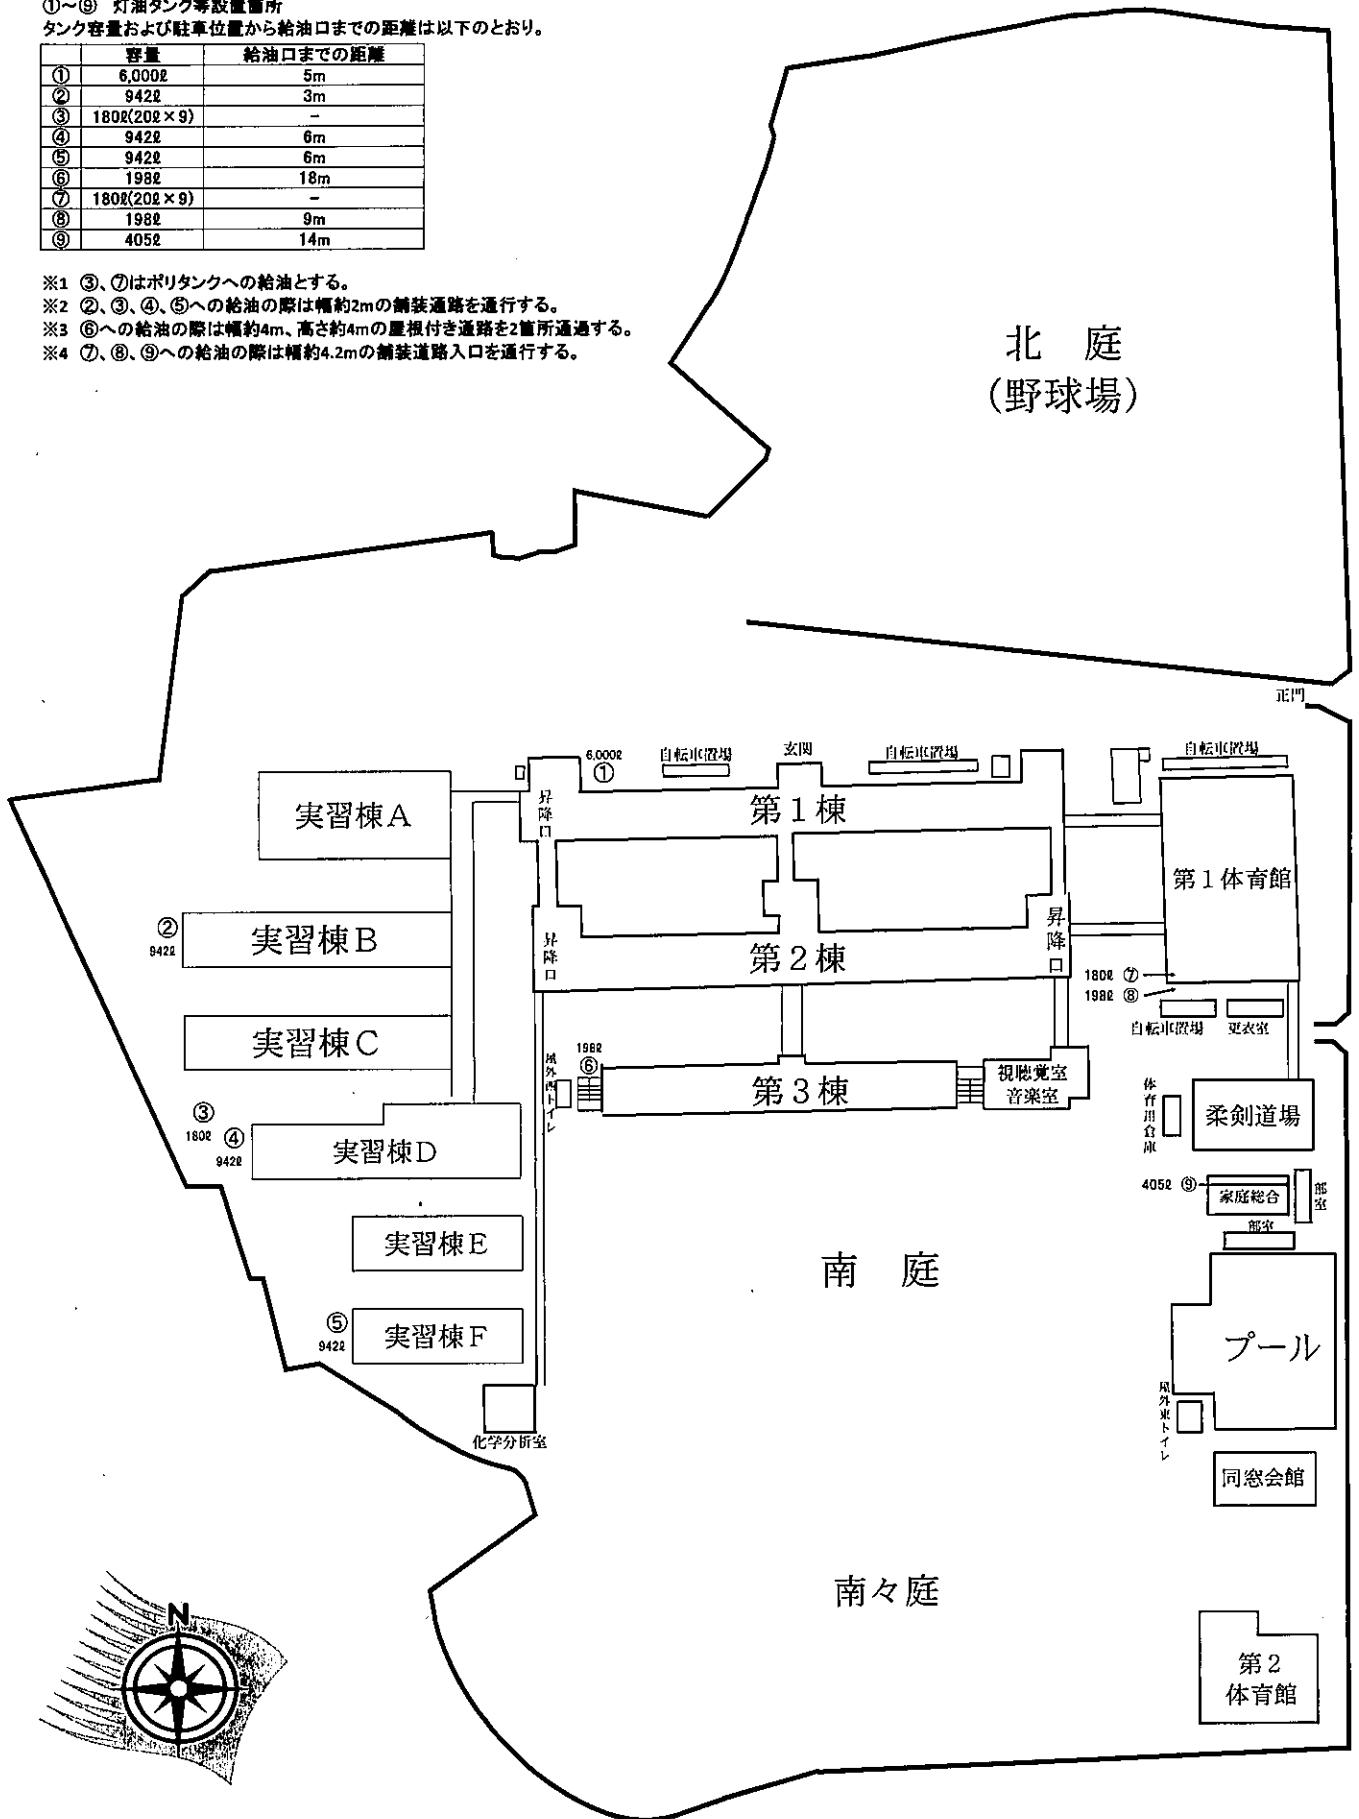 ①～⑨ 灯油タンク等設置箇所
タンク容量および駐車位置から給油口までの距離は以下のとおり。
容量 給油口までの距離
① 6,000ℓ 5m
② 942ℓ 3m
③ 180ℓ(20ℓ×9) －
④ 942ℓ 6m
⑤ 942ℓ 6m
⑥ 198ℓ 18m
⑦ 180ℓ(20ℓ×9) －
⑧ 198ℓ 9m
⑨ 405ℓ 14m
※1 ③、⑦はポリタンクへの給油とする。
※2 ②、③、④、⑤への給油の際は幅約2mの舗装通路を通行する。
※3 ⑥への給油の際は幅約4m、高さ約4mの屋根付き通路を2箇所通過する。
※4 ⑦、⑧、⑨への給油の際は幅約4.2mの舗装道路入口を通行する。
北 庭
(野球場)
正門
6,000ℓ
①
自転車置場
玄関
自転車置場
自転車置場
実習棟A
昇降口
第1棟
第1体育館
②
942ℓ
実習棟B
昇降口
第2棟
昇降口
180ℓ ⑦
198ℓ ⑧
自転車置場
更衣室
実習棟C
屋外西トイレ
198ℓ
⑥
第3棟
視聴覚室
音楽室
体育用倉庫
柔剣道場
③
180ℓ
④
942ℓ
実習棟D
405ℓ ⑨
家庭総合
部室
部室
実習棟E
南 庭
⑤
942ℓ
実習棟F
プール
化学分析室
屋外東トイレ
同窓会館
南々庭
第2
体育館
N